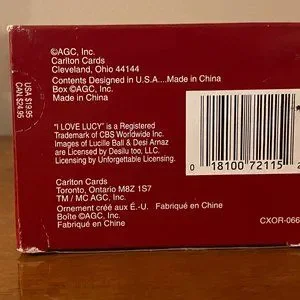 ©AGC, Inc.
Carlton Cards
Cleveland, Ohio 44144
Contents Designed in U.S.A....Made in China
Box ©AGC, Inc.
Made in China
USA $19.95
CAN $24.95
"I LOVE LUCY" is a Registered
Trademark of CBS Worldwide Inc.
Images of Lucille Ball & Desi Arnaz
are Licensed by Desilu too, LLC.
"Licensing by Unforgettable Licensing.
0 18100 72115
Carlton Cards
Toronto, Ontario M8Z 1S7
TM / MC AGC, Inc.
Ornement créé aux É.-U. Fabriqué en Chine
Boîte ©AGC, Inc.
Fabriqué en Chine
CXOR-066